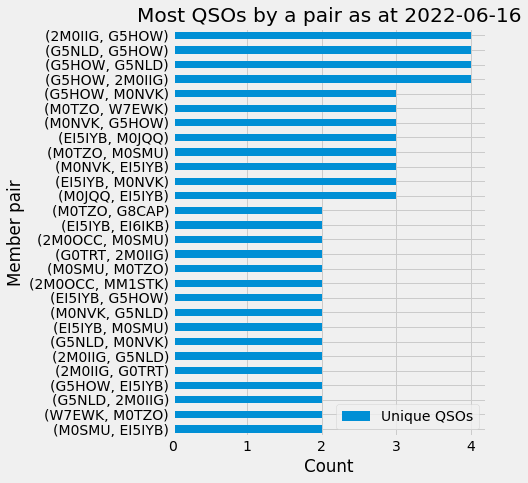 Most QSOs by a pair as at 2022-06-16
Member pair
(2M0IIG, G5HOW)
(G5NLD, G5HOW)
(G5HOW, G5NLD)
(G5HOW, 2M0IIG)
(G5HOW, M0NVK)
(M0TZO, W7EWK)
(M0NVK, G5HOW)
(EI5IYB, M0JQQ)
(M0TZO, M0SMU)
(M0NVK, EI5IYB)
(EI5IYB, M0NVK)
(M0JQQ, EI5IYB)
(M0TZO, G8CAP)
(EI5IYB, EI6IKB)
(2M0OCC, M0SMU)
(G0TRT, 2M0IIG)
(M0SMU, M0TZO)
(2M0OCC, MM1STK)
(EI5IYB, G5HOW)
(M0NVK, G5NLD)
(EI5IYB, M0SMU)
(G5NLD, M0NVK)
(2M0IIG, G5NLD)
(2M0IIG, G0TRT)
(G5HOW, EI5IYB)
(G5NLD, 2M0IIG)
(W7EWK, M0TZO)
(M0SMU, EI5IYB)
Unique QSOs
0 1 2 3 4
Count